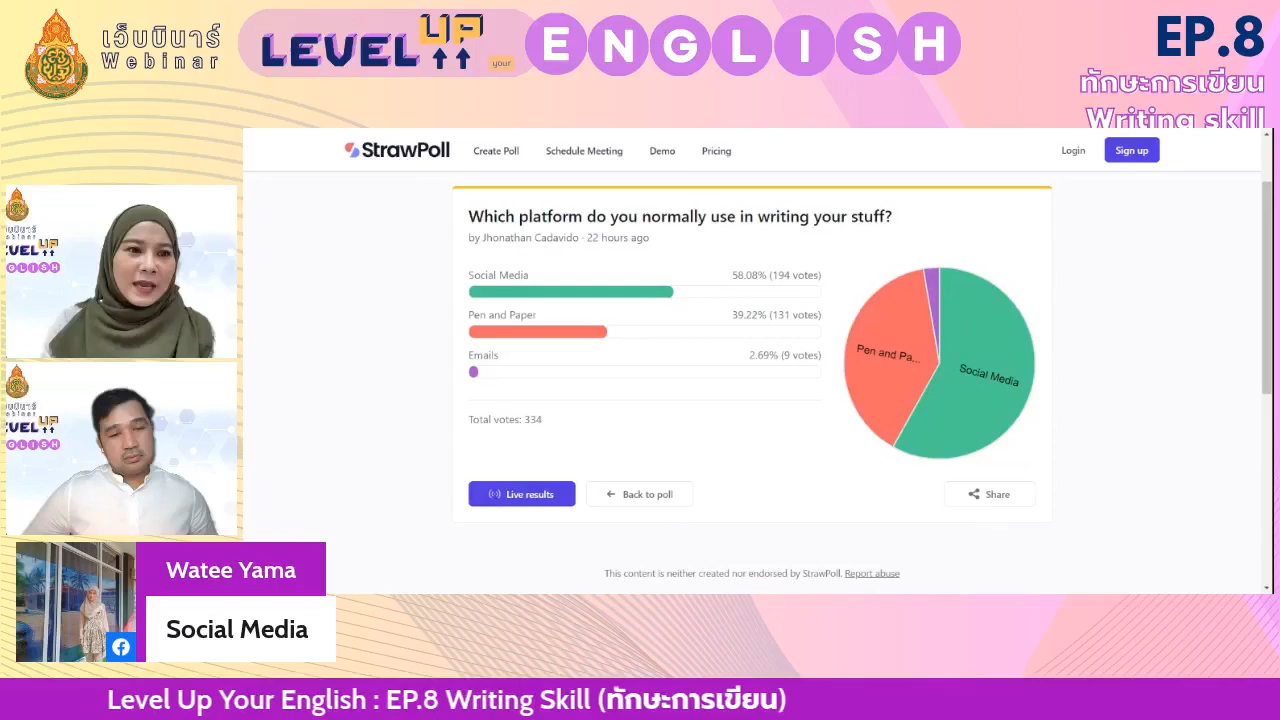 เว็บบินาร์
Webinar
LEVEL UP
your
ENGLISH
EP.8
ทักษะการเขียน
Writing skill
StrawPoll
Create Poll
Schedule Meeting
Demo
Pricing
Login
Sign up
Which platform do you normally use in writing your stuff?
by Jhonathan Cadavido · 22 hours ago
Social Media 58.08% (194 votes)
Pen and Paper 39.22% (131 votes)
Emails 2.69% (9 votes)
Total votes: 334
Pen and Pa...
Social Media
Live results
Back to poll
Share
This content is neither created nor endorsed by StrawPoll. Report abuse
Watee Yama
Social Media
Level Up Your English : EP.8 Writing Skill (ทักษะการเขียน)